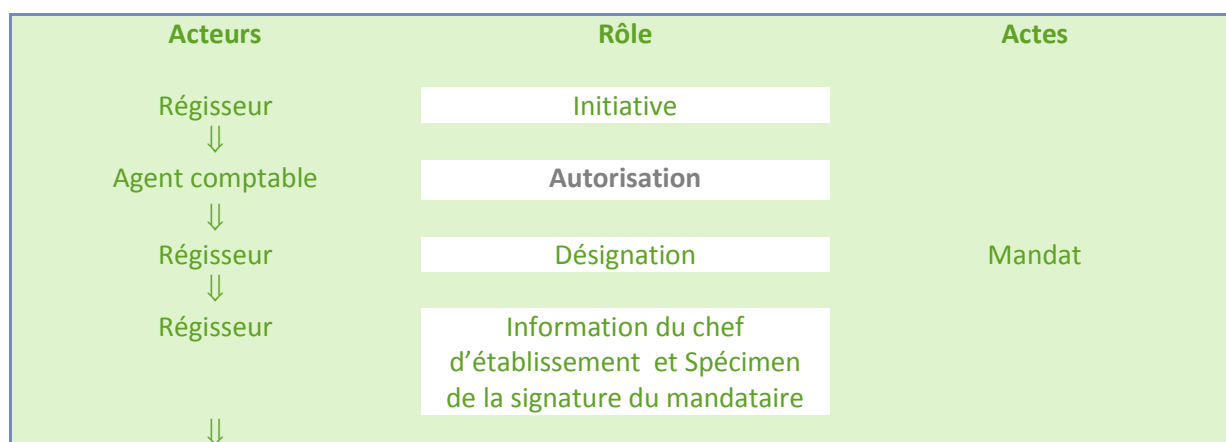 Acteurs Rôle Actes
Régisseur Initiative
⇓
Agent comptable Autorisation
⇓
Régisseur Désignation Mandat
⇓
Régisseur Information du chef
d'établissement et Spécimen
de la signature du mandataire
⇓